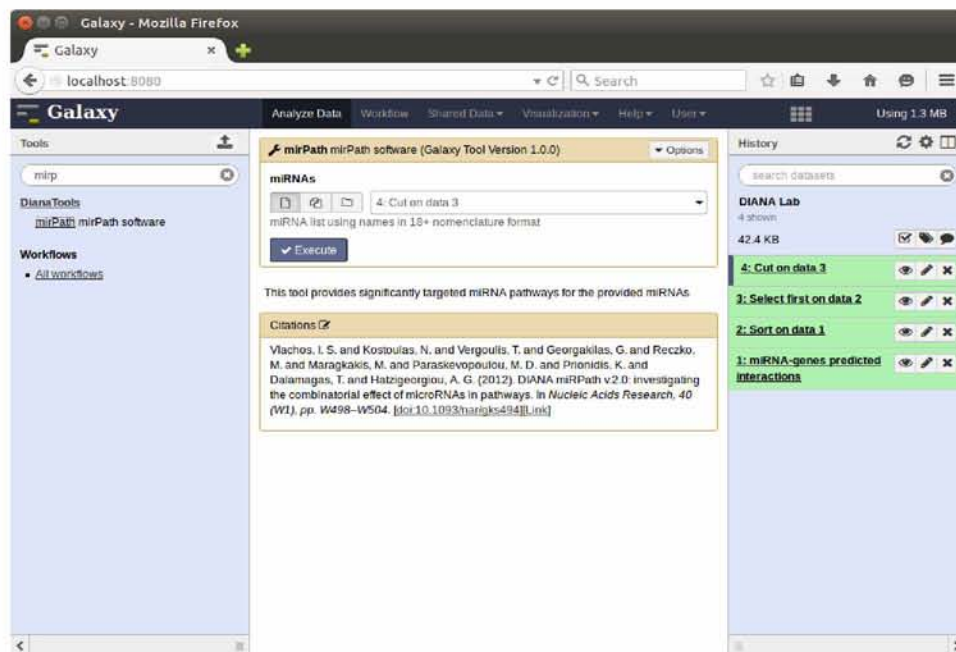 Galaxy - Mozilla Firefox
Galaxy
localhost:8080
Search
Galaxy
Analyze Data Workflow Shared Data Visualization Help User
Using 1.3 MB
Tools
mirp
DianaTools
mirPath mirPath software
Workflows
All workflows
mirPath mirPath software (Galaxy Tool Version 1.0.0)
Options
miRNAs
4: Cut on data 3
miRNA list using names in 18+ nomenclature format
Execute
This tool provides significantly targeted miRNA pathways for the provided miRNAs
Citations
Vlachos, I. S. and Kostoulas, N. and Vergoulis, T. and Georgakilas, G. and Reczko,
M. and Maragkakis, M. and Paraskevopoulou, M. D. and Prionidis, K. and
Dalamagas, T. and Hatzigeorgiou, A. G. (2012). DIANA miRPath v.2.0: investigating
the combinatorial effect of microRNAs in pathways. In Nucleic Acids Research, 40
(W1), pp. W498–W504. [doi:10.1093/nar/gks494][Link]
History
search datasets
DIANA Lab
4 shown
42.4 KB
4: Cut on data 3
3: Select first on data 2
2: Sort on data 1
1: miRNA-genes predicted
interactions